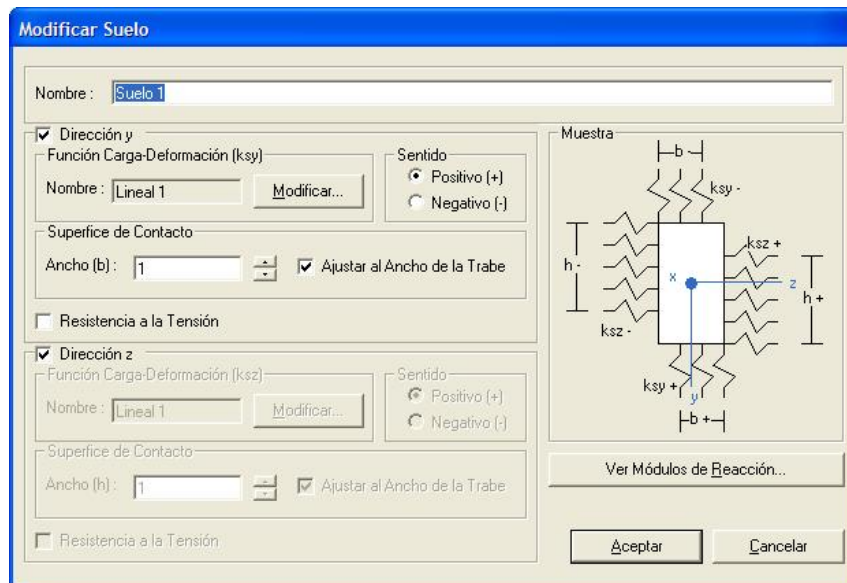 Modificar Suelo
Nombre : Suelo 1
Dirección y
Función Carga-Deformación (ksy)
Nombre : Lineal 1 Modificar...
Sentido
Positivo (+)
Negativo (-)
Superfice de Contacto
Ancho (b) : 1 Ajustar al Ancho de la Trabe
Resistencia a la Tensión
Dirección z
Función Carga-Deformación (ksz)
Nombre : Lineal 1 Modificar...
Sentido
Positivo (+)
Negativo (-)
Superfice de Contacto
Ancho (h) : 1 Ajustar al Ancho de la Trabe
Resistencia a la Tensión
Muestra
b -
ksy -
ksz +
h -
x
z
h +
ksz -
ksy +
y
b +
Ver Módulos de Reacción...
Aceptar Cancelar